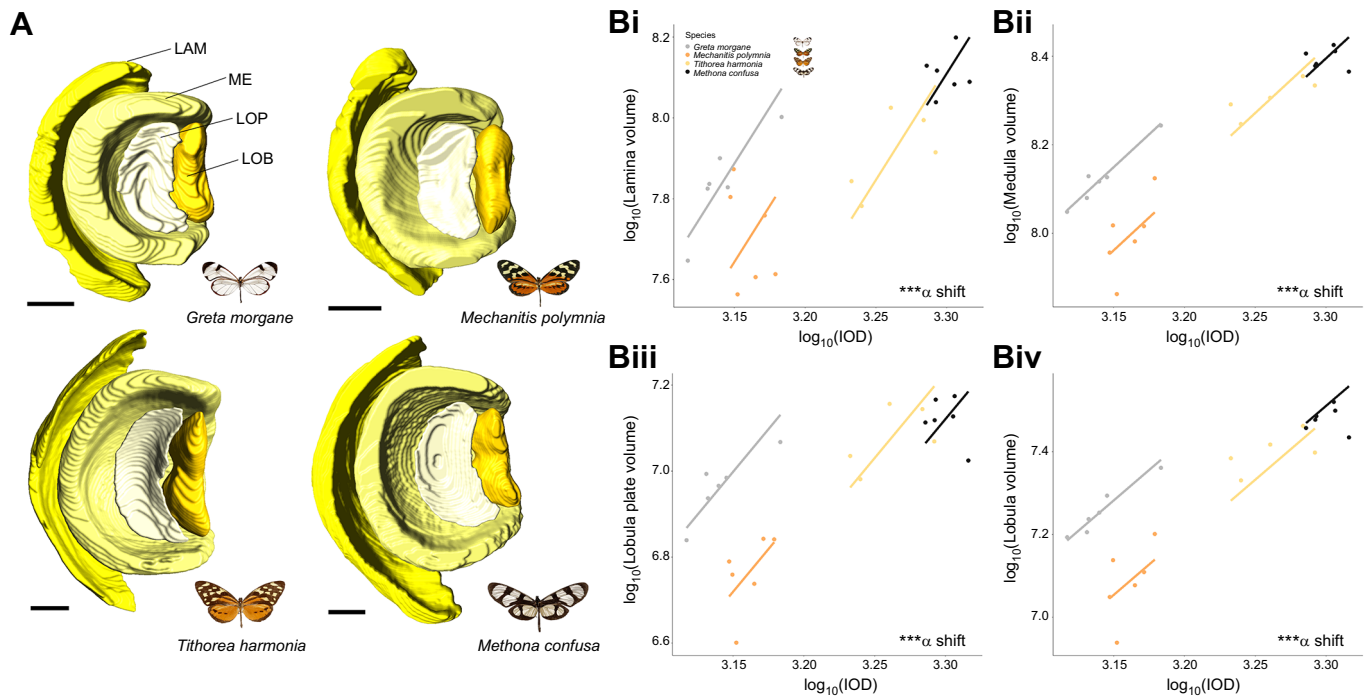 A
LAM
ME
LOP
LOB
Greta morgane
Mechanitis polymnia
Tithorea harmonia
Methona confusa
Bi
Species
Greta morgane
Mechanitis polymnia
Tithorea harmonia
Methona confusa
log10(Lamina volume)
8.2
8.0
7.8
7.6
***α shift
3.15
3.20
3.25
3.30
log10(IOD)
Bii
log10(Medulla volume)
8.4
8.2
8.0
***α shift
3.15
3.20
3.25
3.30
log10(IOD)
Biii
log10(Lobula plate volume)
7.2
7.0
6.8
6.6
***α shift
3.15
3.20
3.25
3.30
log10(IOD)
Biv
log10(Lobula volume)
7.4
7.2
7.0
***α shift
3.15
3.20
3.25
3.30
log10(IOD)